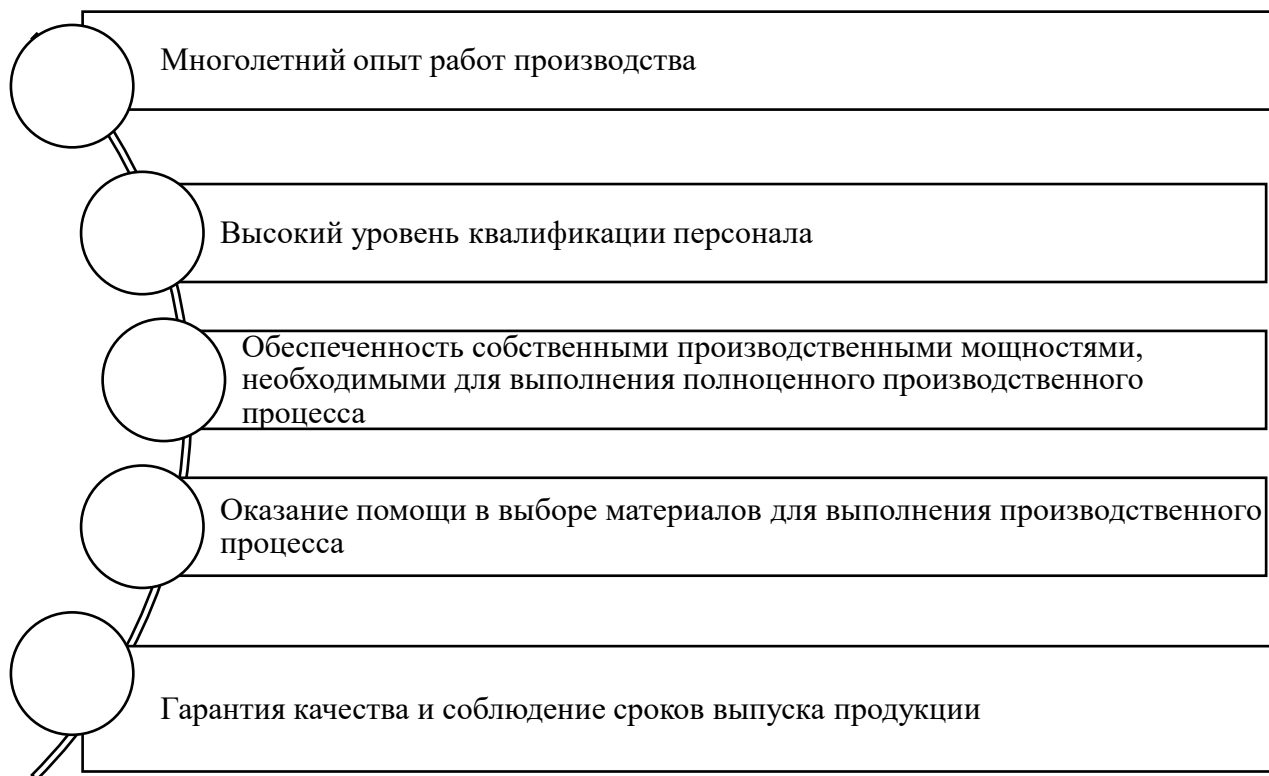 Многолетний опыт работ производства
Высокий уровень квалификации персонала
Обеспеченность собственными производственными мощностями,
необходимыми для выполнения полноценного производственного
процесса
Оказание помощи в выборе материалов для выполнения производственного
процесса
Гарантия качества и соблюдение сроков выпуска продукции